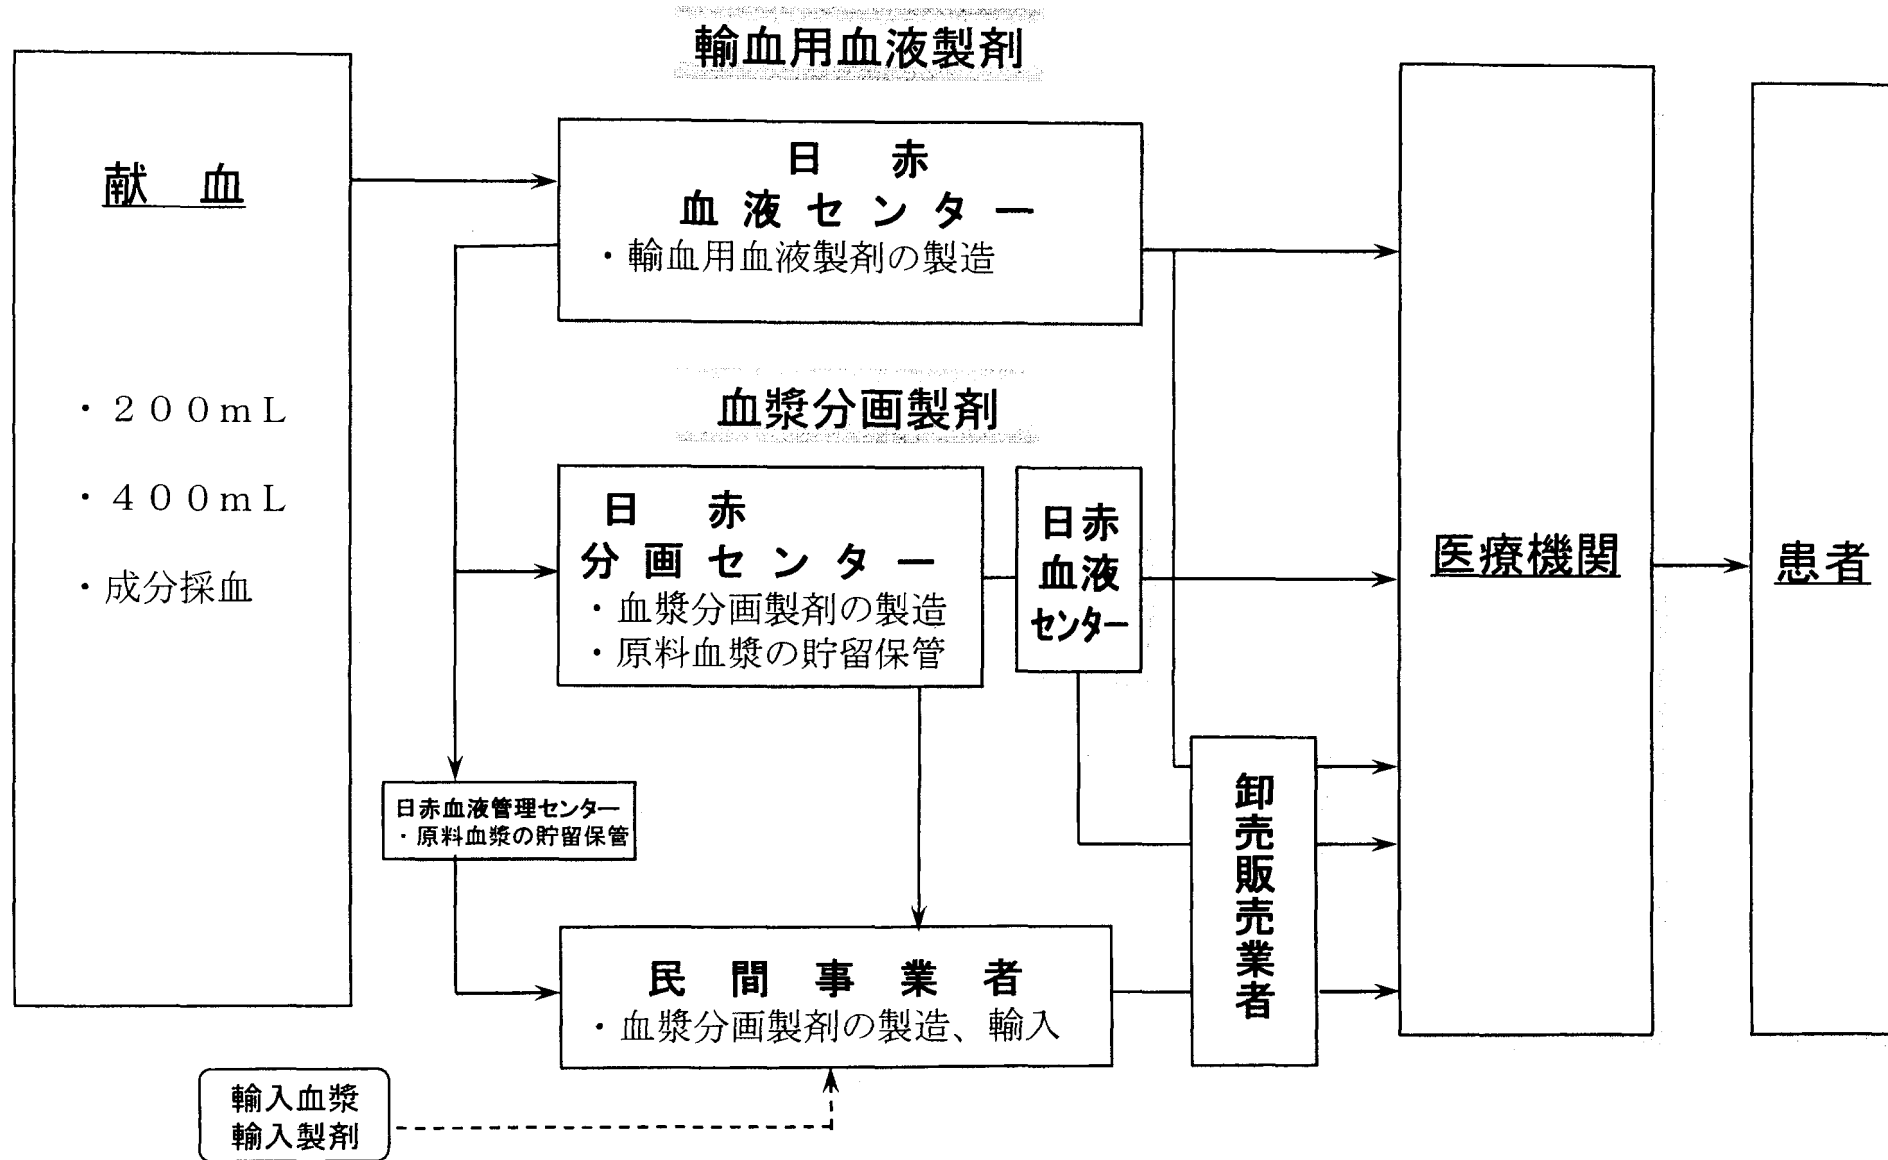 輸血用血液製剤
献 血
・２００ｍＬ
・４００ｍＬ
・成分採血
日 赤
血液センター
・輸血用血液製剤の製造
血漿分画製剤
日 赤
分画センター
・血漿分画製剤の製造
・原料血漿の貯留保管
日赤
血液
センター
日赤血液管理センター
・原料血漿の貯留保管
民間事業者
・血漿分画製剤の製造、輸入
輸入血漿
輸入製剤
卸売販売業者
医療機関
患者